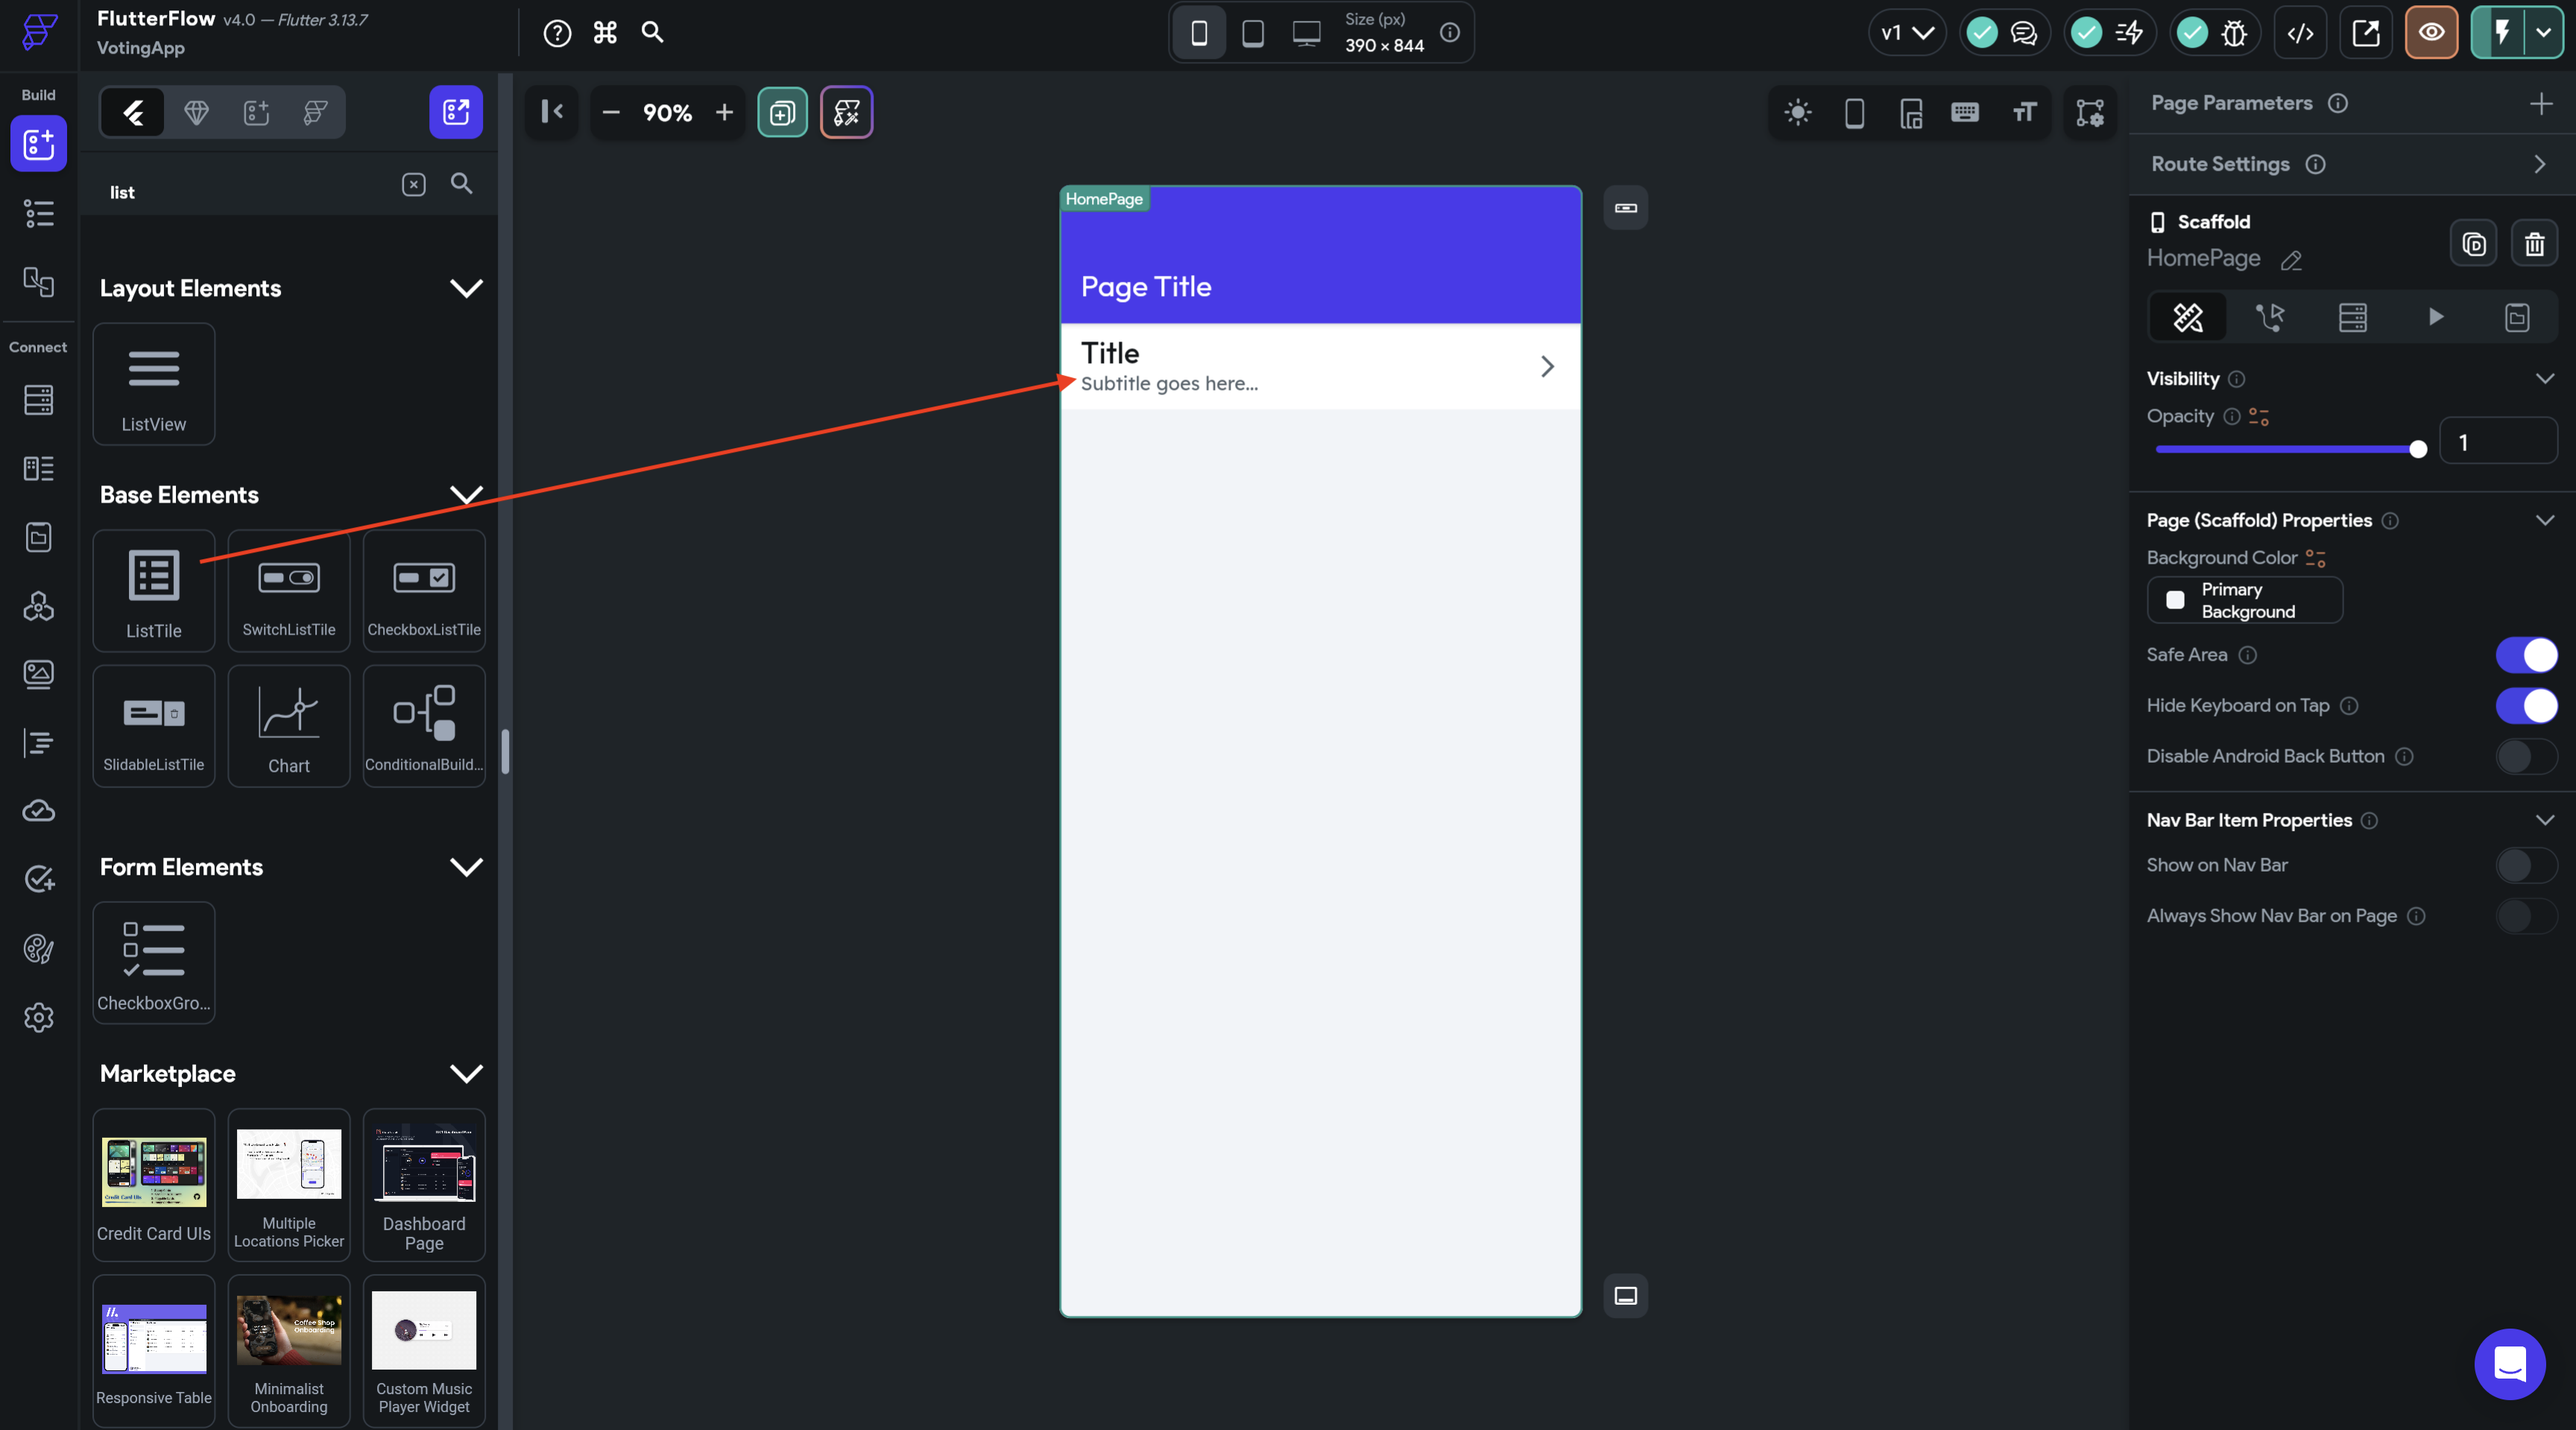 FlutterFlow v4.0 — Flutter 3.13.7
VotingApp
Size (px)
390 × 844
v1
Build
Connect
list
Layout Elements
ListView
Base Elements
ListTile
SwitchListTile
CheckboxListTile
SlidableListTile
Chart
ConditionalBuild...
Form Elements
CheckboxGro...
Marketplace
Credit Card UIs
Multiple
Locations Picker
Dashboard
Page
Coffee Shop
Onboarding
Responsive Table
Minimalist
Onboarding
Custom Music
Player Widget
90%
HomePage
Page Title
Title
Subtitle goes here...
Page Parameters
Route Settings
Scaffold
HomePage
Visibility
Opacity
1
Page (Scaffold) Properties
Background Color
Primary
Background
Safe Area
Hide Keyboard on Tap
Disable Android Back Button
Nav Bar Item Properties
Show on Nav Bar
Always Show Nav Bar on Page